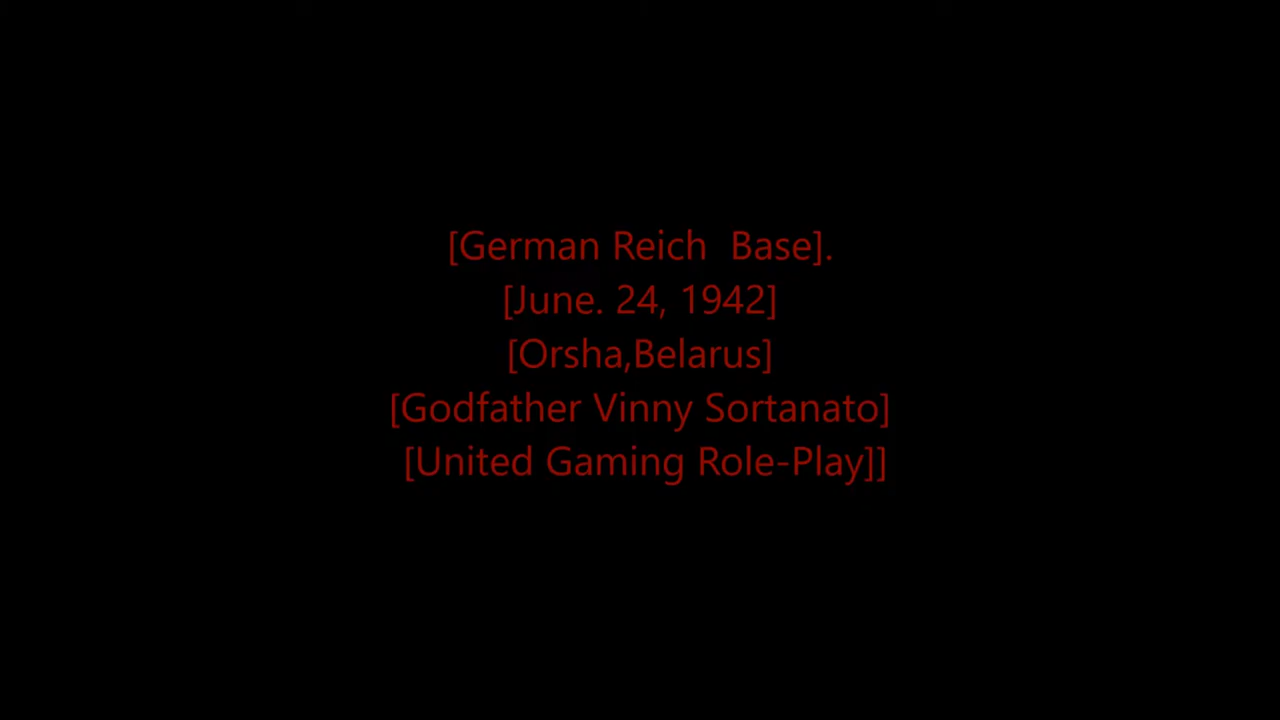 [German Reich  Base].
[June. 24, 1942]
[Orsha,Belarus]
[Godfather Vinny Sortanato]
[United Gaming Role-Play]]